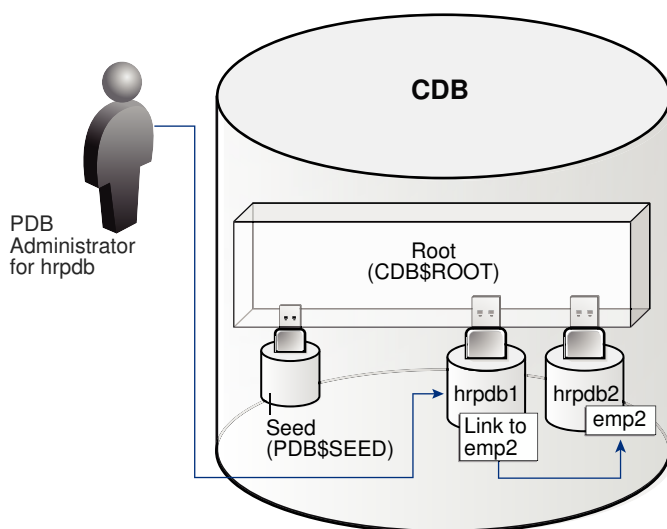 CDB
PDB
Administrator
for hrpdb
Root
(CDB$ROOT)
Seed
(PDB$SEED)
hrpdb1
Link to
emp2
hrpdb2
emp2